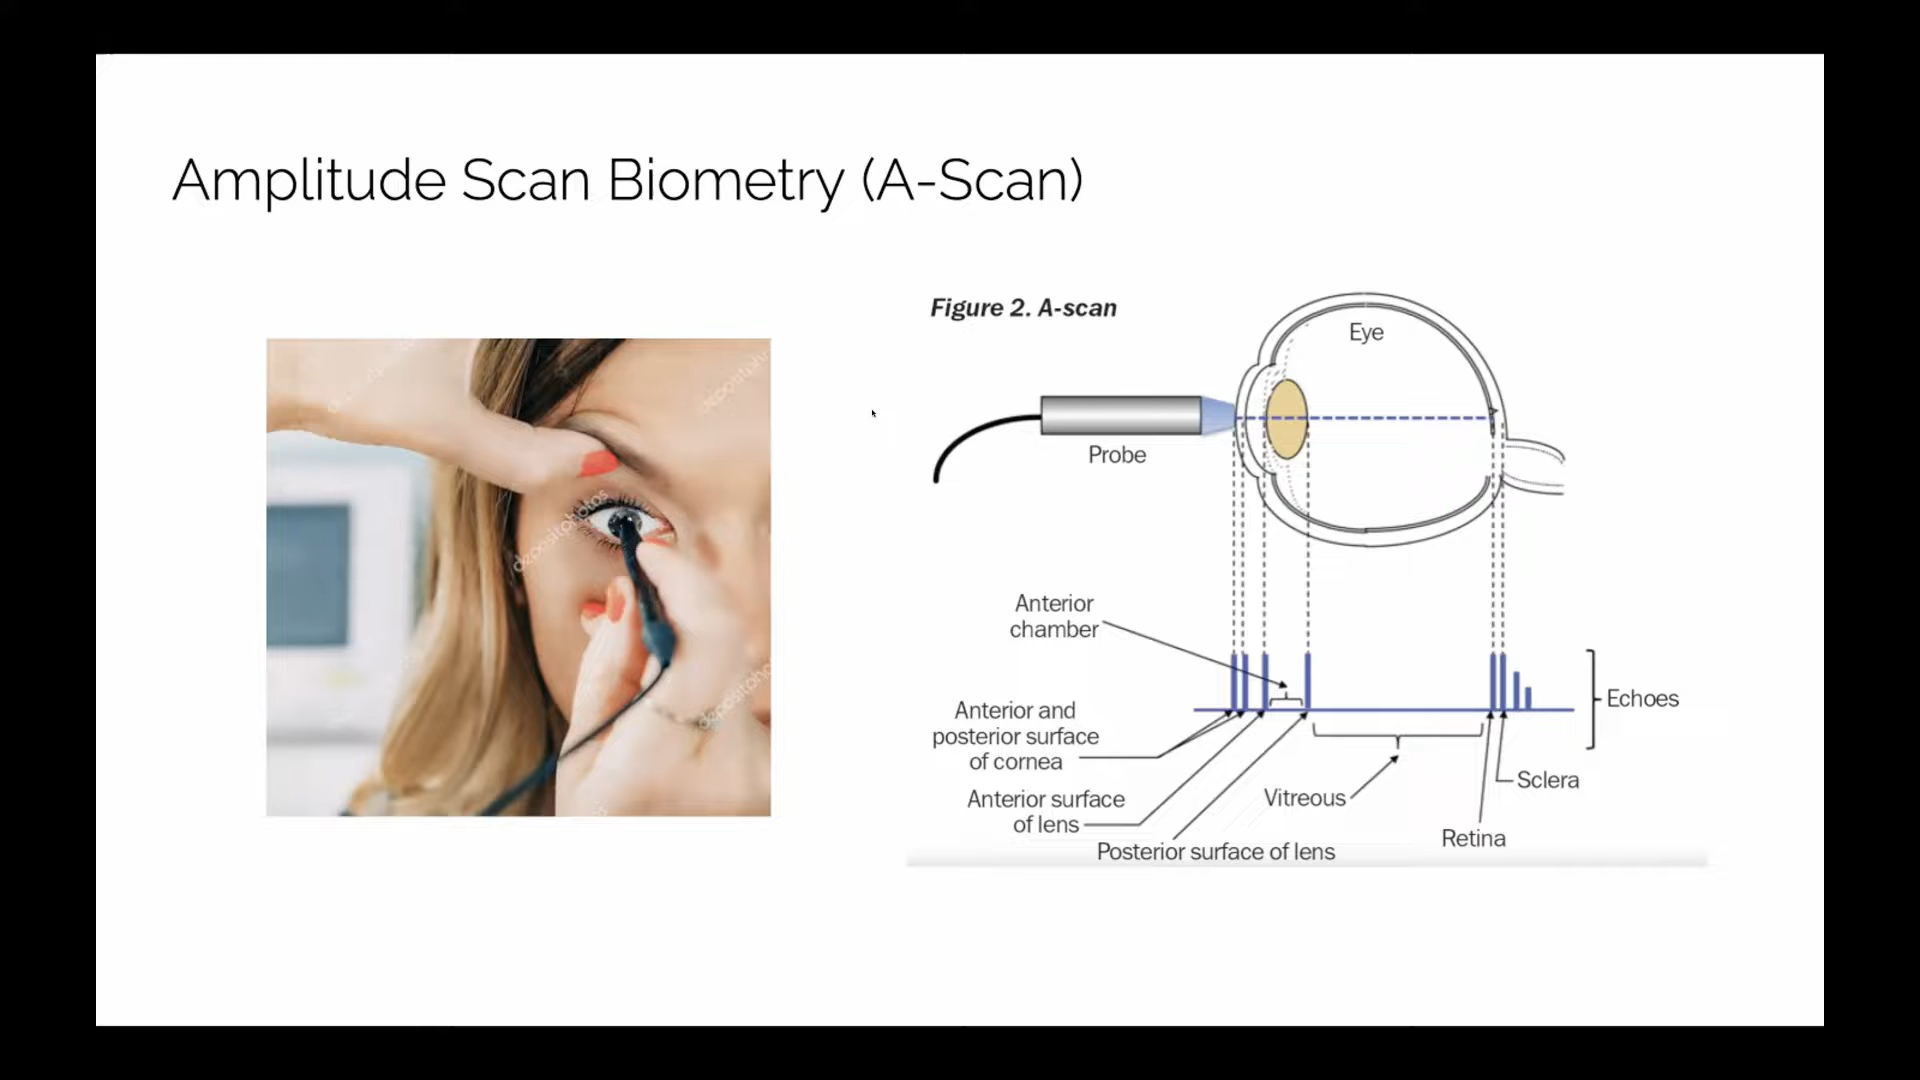 Amplitude Scan Biometry (A-Scan)
depositphotos
Figure 2. A-scan
Eye
Probe
Anterior
chamber
Anterior and
posterior surface
of cornea
Anterior surface
of lens
Posterior surface of lens
Vitreous
Retina
Sclera
Echoes